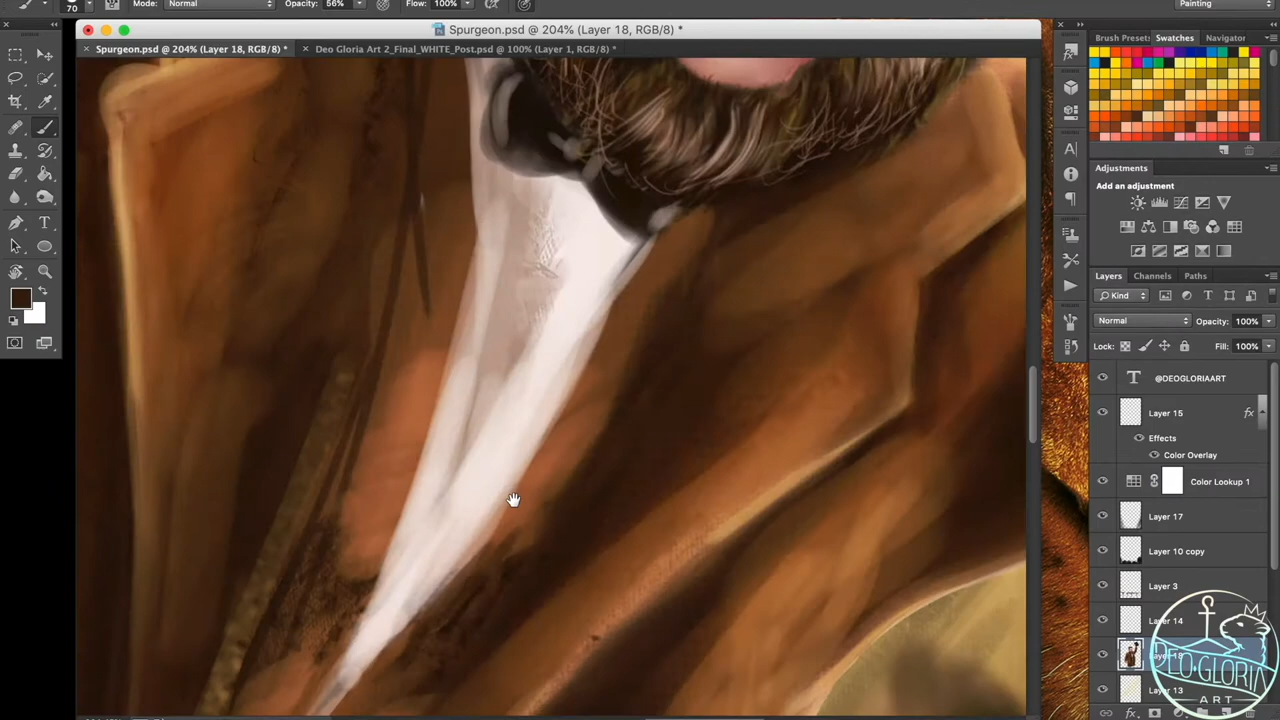 70
Mode:
Normal
Opacity:
56%
Flow:
100%
Painting
Spurgeon.psd @ 204% (Layer 18, RGB/8) *
Spurgeon.psd @ 204% (Layer 18, RGB/8) *
Deo Gloria Art 2_Final_WHITE_Post.psd @ 100% (Layer 1, RGB/8) *
Brush Presets
Swatches
Navigator
Adjustments
Add an adjustment
Layers
Channels
Paths
Kind
Normal
Opacity:
100%
Lock:
Fill:
100%
@DEOGLORIAART
Layer 15
fx
Effects
Color Overlay
Color Lookup 1
Layer 17
Layer 10 copy
Layer 3
Layer 14
Layer 13
DEO GLORIA
ART